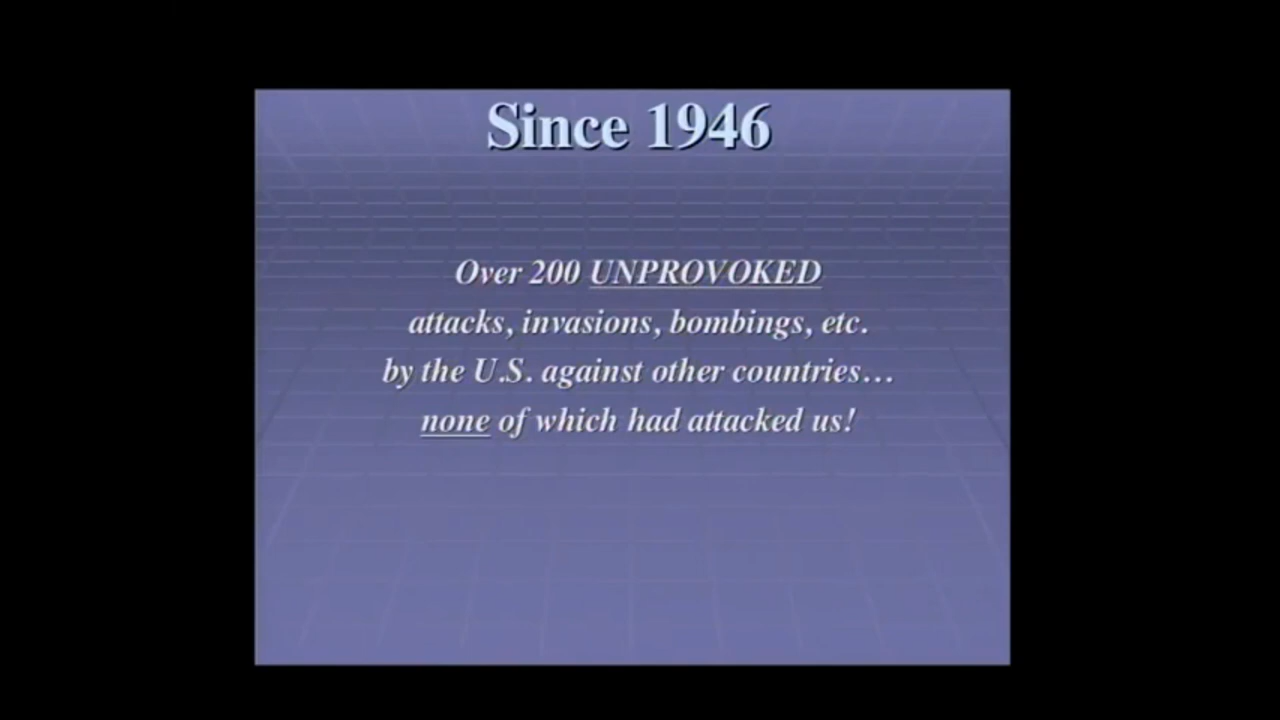 Since 1946
Over 200 UNPROVOKED
attacks, invasions, bombings, etc.
by the U.S. against other countries…
none of which had attacked us!